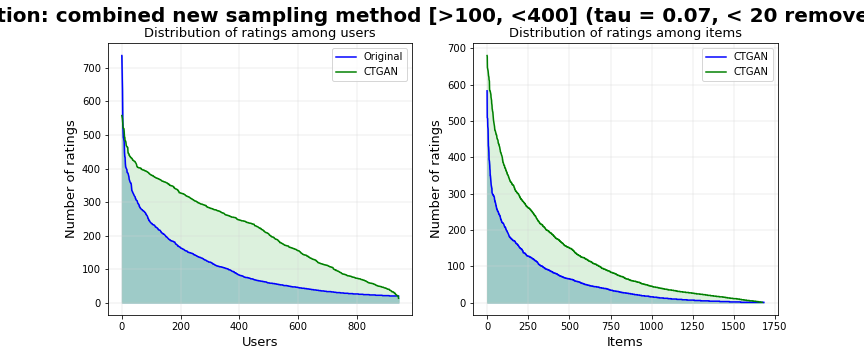 tion: combined new sampling method [>100, <400] (tau = 0.07, < 20 remove
Distribution of ratings among users
Distribution of ratings among items
Original
CTGAN
CTGAN
CTGAN
Number of ratings
700
600
500
400
300
200
100
0
0
200
400
600
800
Users
Number of ratings
700
600
500
400
300
200
100
0
0
250
500
750
1000
1250
1500
1750
Items